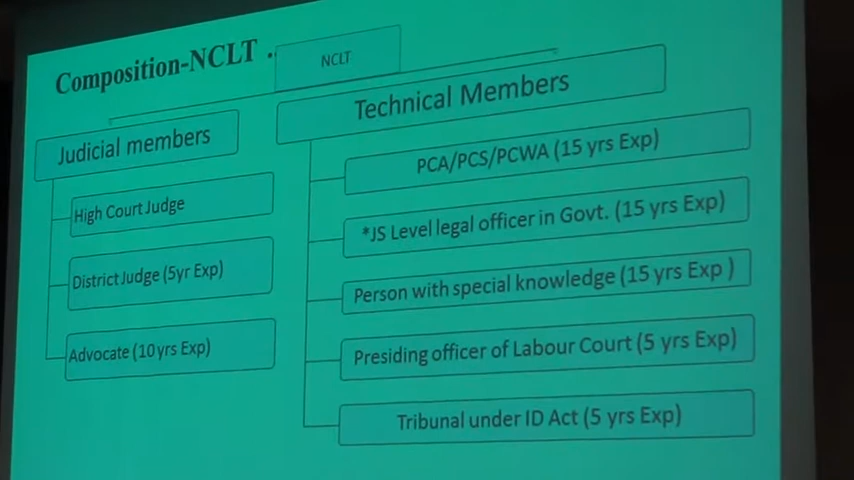 Composition-NCLT ..
NCLT
Judicial members
High Court Judge
District Judge (5yr Exp)
Advocate (10yrs Exp)
Technical Members
PCA/PCS/PCWA (15 yrs Exp)
*JS Level legal officer in Govt. (15 yrs Exp)
Person with special knowledge (15 yrs Exp )
Presiding officer of Labour Court (5 yrs Exp)
Tribunal under ID Act (5 yrs Exp)